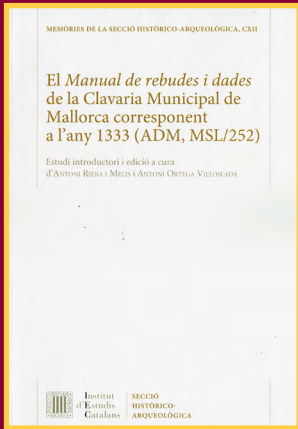 MEMÒRIES DE LA SECCIÓ HISTÒRICO-ARQUEOLÒGICA, CXII
El Manual de rebudes i dades
de la Clavaria Municipal de
Mallorca corresponent
a l'any 1333 (ADM, MSL/252)
Estudi introductori i edició a cura
d'ANTONI RIERA I MELIS i ANTONI ORTEGA VILLOSLADA
Institut
d'Estudis
Catalans
SECCIÓ
HISTÒRICO-
ARQUEOLÒGICA